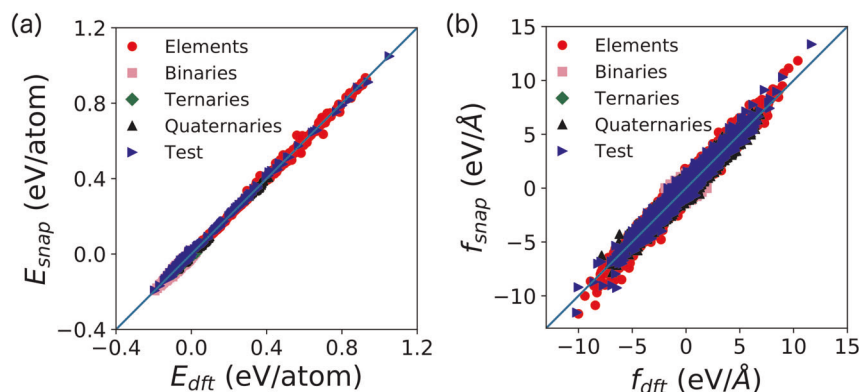 (a)
1.2
0.8
0.4
0.0
−0.4
E_snap (eV/atom)
Elements
Binaries
Ternaries
Quaternaries
Test
−0.4 0.0 0.4 0.8 1.2
E_dft (eV/atom)
(b)
15
10
5
0
−5
−10
f_snap (eV/Å)
Elements
Binaries
Ternaries
Quaternaries
Test
−10 −5 0 5 10 15
f_dft (eV/Å)